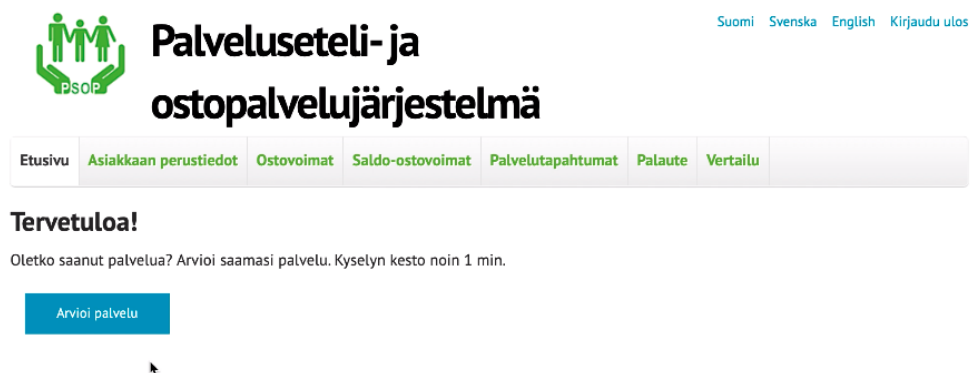 Suomi Svenska English Kirjaudu ulos
PSOP
Palveluseteli- ja
ostopalvelujärjestelmä
Etusivu Asiakkaan perustiedot Ostovoimat Saldo-ostovoimat Palvelutapahtumat Palaute Vertailu
Tervetuloa!
Oletko saanut palvelua? Arvioi saamasi palvelu. Kyselyn kesto noin 1 min.
Arvioi palvelu